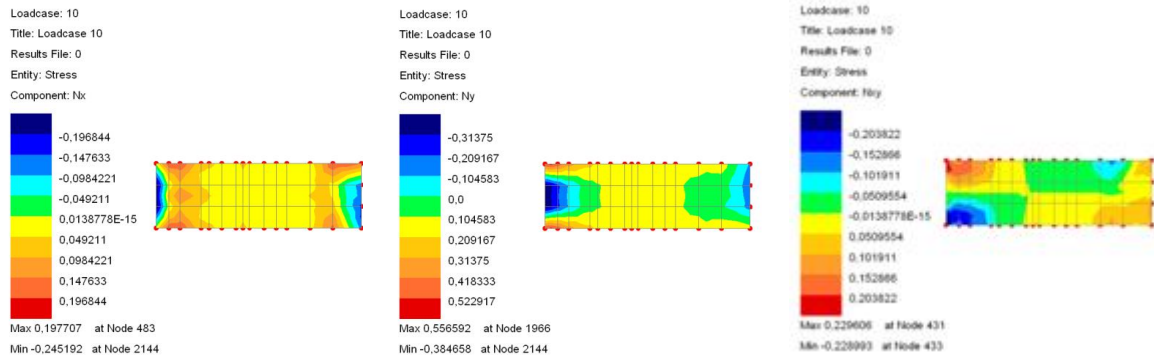 Loadcase: 10
Title: Loadcase 10
Results File: 0
Entity: Stress
Component: Nx
-0,196844
-0,147633
-0,0984221
-0,049211
0,0138778E-15
0,049211
0,0984221
0,147633
0,196844
Max 0,197707 at Node 483
Min -0,245192 at Node 2144
Loadcase: 10
Title: Loadcase 10
Results File: 0
Entity: Stress
Component: Ny
-0,31375
-0,209167
-0,104583
0,0
0,104583
0,209167
0,31375
0,418333
0,522917
Max 0,556592 at Node 1966
Min -0,384658 at Node 2144
Loadcase: 10
Title: Loadcase 10
Results File: 0
Entity: Stress
Component: Nxy
-0,203822
-0,152866
-0,101911
-0,0509554
-0,0138778E-15
0,0509554
0,101911
0,152866
0,203822
Max 0,229606 at Node 431
Min -0,228993 at Node 433